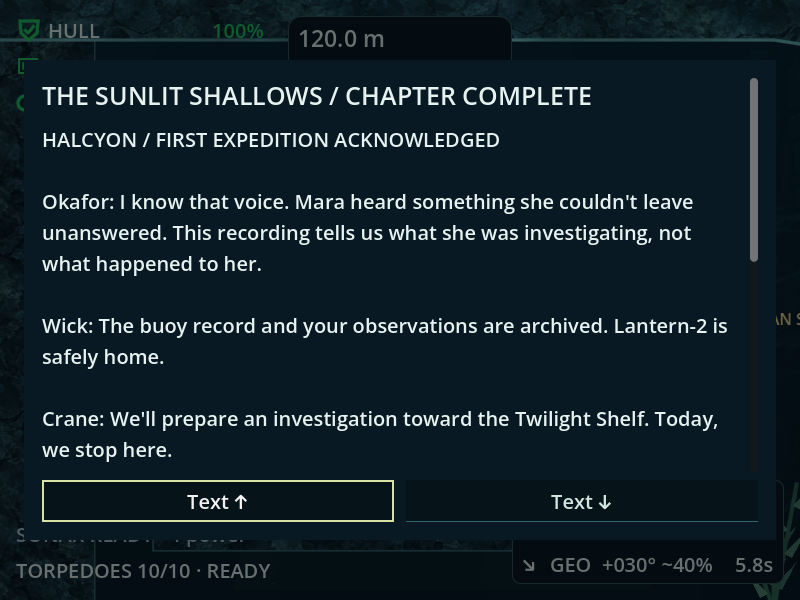 HULL 100%
120.0 m
THE SUNLIT SHALLOWS / CHAPTER COMPLETE
HALCYON / FIRST EXPEDITION ACKNOWLEDGED
Okafor: I know that voice. Mara heard something she couldn't leave
unanswered. This recording tells us what she was investigating, not
what happened to her.
Wick: The buoy record and your observations are archived. Lantern-2 is
safely home.
Crane: We'll prepare an investigation toward the Twilight Shelf. Today,
we stop here.
Text ↑
Text ↓
TORPEDOES 10/10 · READY
↘ GEO +030° ~40% 5.8s